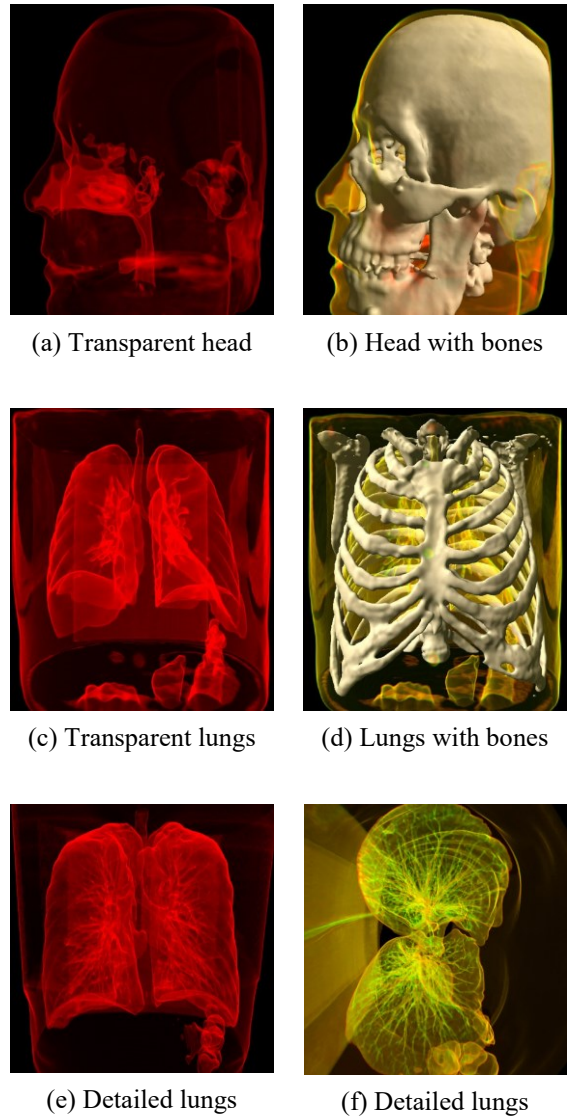 (a) Transparent head
(b) Head with bones
(c) Transparent lungs
(d) Lungs with bones
(e) Detailed lungs
(f) Detailed lungs